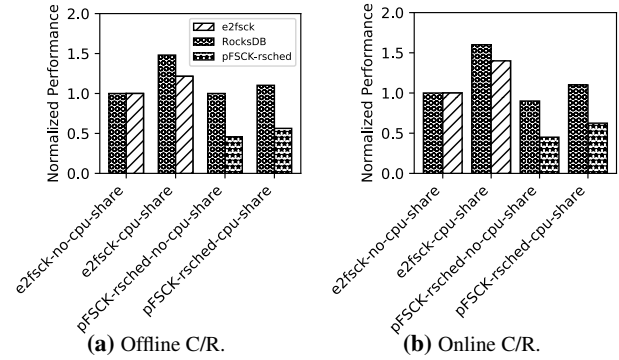 Normalized Performance
2.0
1.5
1.0
0.5
0.0
e2fsck
RocksDB
pFSCK-rsched
e2fsck-no-cpu-share
e2fsck-cpu-share
pFSCK-rsched-no-cpu-share
pFSCK-rsched-cpu-share
(a) Offline C/R.
Normalized Performance
2.0
1.5
1.0
0.5
0.0
e2fsck-no-cpu-share
e2fsck-cpu-share
pFSCK-rsched-no-cpu-share
pFSCK-rsched-cpu-share
(b) Online C/R.